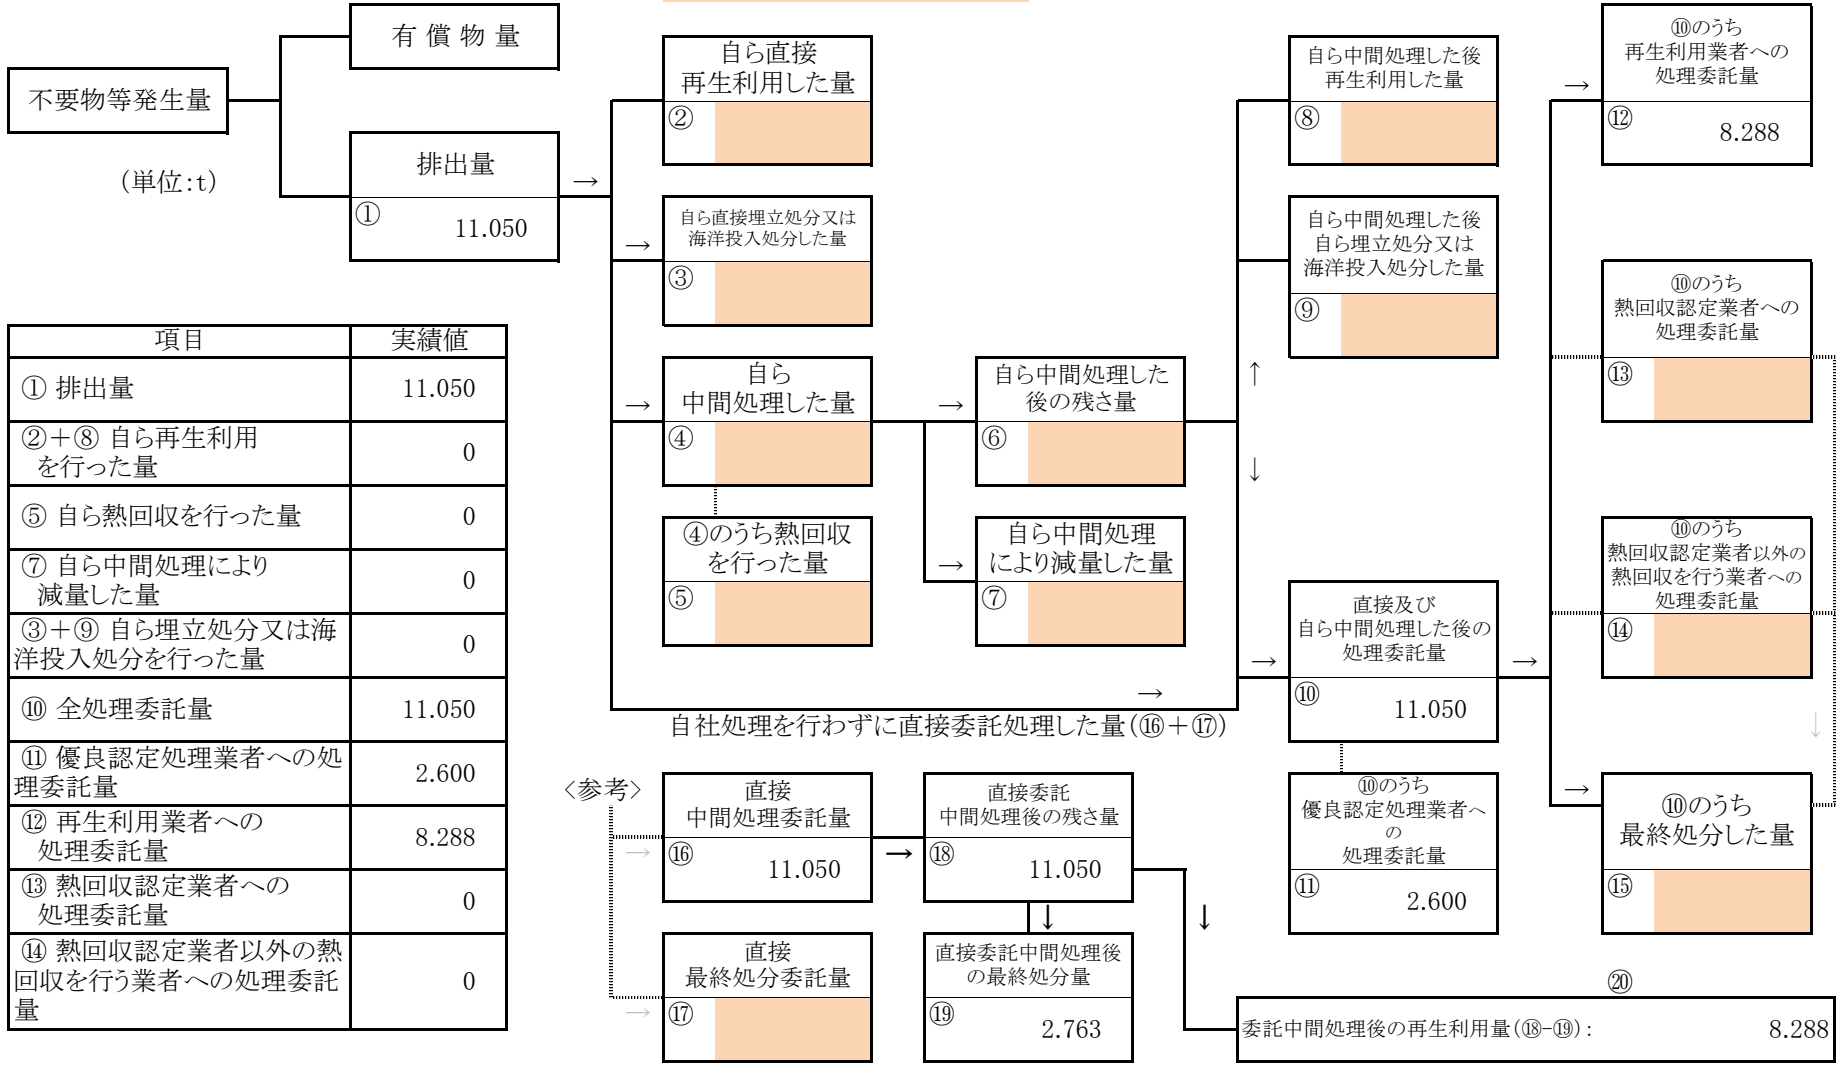 有 償 物 量
不要物等発生量
(単位:t)
排出量
→
①
11.050
自ら直接
再生利用した量
②
自ら直接埋立処分又は
海洋投入処分した量
→
③
自ら
中間処理した量
→
④
④のうち熱回収
を行った量
⑤
自ら中間処理した
後の残さ量
→
⑥
自ら中間処理
により減量した量
→
⑦
自ら中間処理した後
再生利用した量
⑧
自ら中間処理した後
自ら埋立処分又は
海洋投入処分した量
⑨
↑
↓
直接及び
自ら中間処理した後の
処理委託量
→
⑩
11.050
→
自社処理を行わずに直接委託処理した量(⑯+⑰)
⑩のうち
優良認定処理業者へ
の
処理委託量
⑪
2.600
→
⑩のうち
再生利用業者への
処理委託量
→
⑫
8.288
⑩のうち
熱回収認定業者への
処理委託量
⑬
⑩のうち
熱回収認定業者以外の
熱回収を行う業者への
処理委託量
⑭
↓
⑩のうち
最終処分した量
→
⑮
項目 実績値
① 排出量 11.050
②+⑧ 自ら再生利用
を行った量 0
⑤ 自ら熱回収を行った量 0
⑦ 自ら中間処理により
減量した量 0
③+⑨ 自ら埋立処分又は海
洋投入処分を行った量 0
⑩ 全処理委託量 11.050
⑪ 優良認定処理業者への処
理委託量 2.600
⑫ 再生利用業者への
処理委託量 8.288
⑬ 熱回収認定業者への
処理委託量 0
⑭ 熱回収認定業者以外の熱
回収を行う業者への処理委託
量 0
<参考>
直接
中間処理委託量
→
⑯
11.050
→
直接委託
中間処理後の残さ量
⑱
11.050
↓
↓
直接
最終処分委託量
→
⑰
直接委託中間処理後
の最終処分量
⑲
2.763
⑳
委託中間処理後の再生利用量(⑱-⑲): 8.288